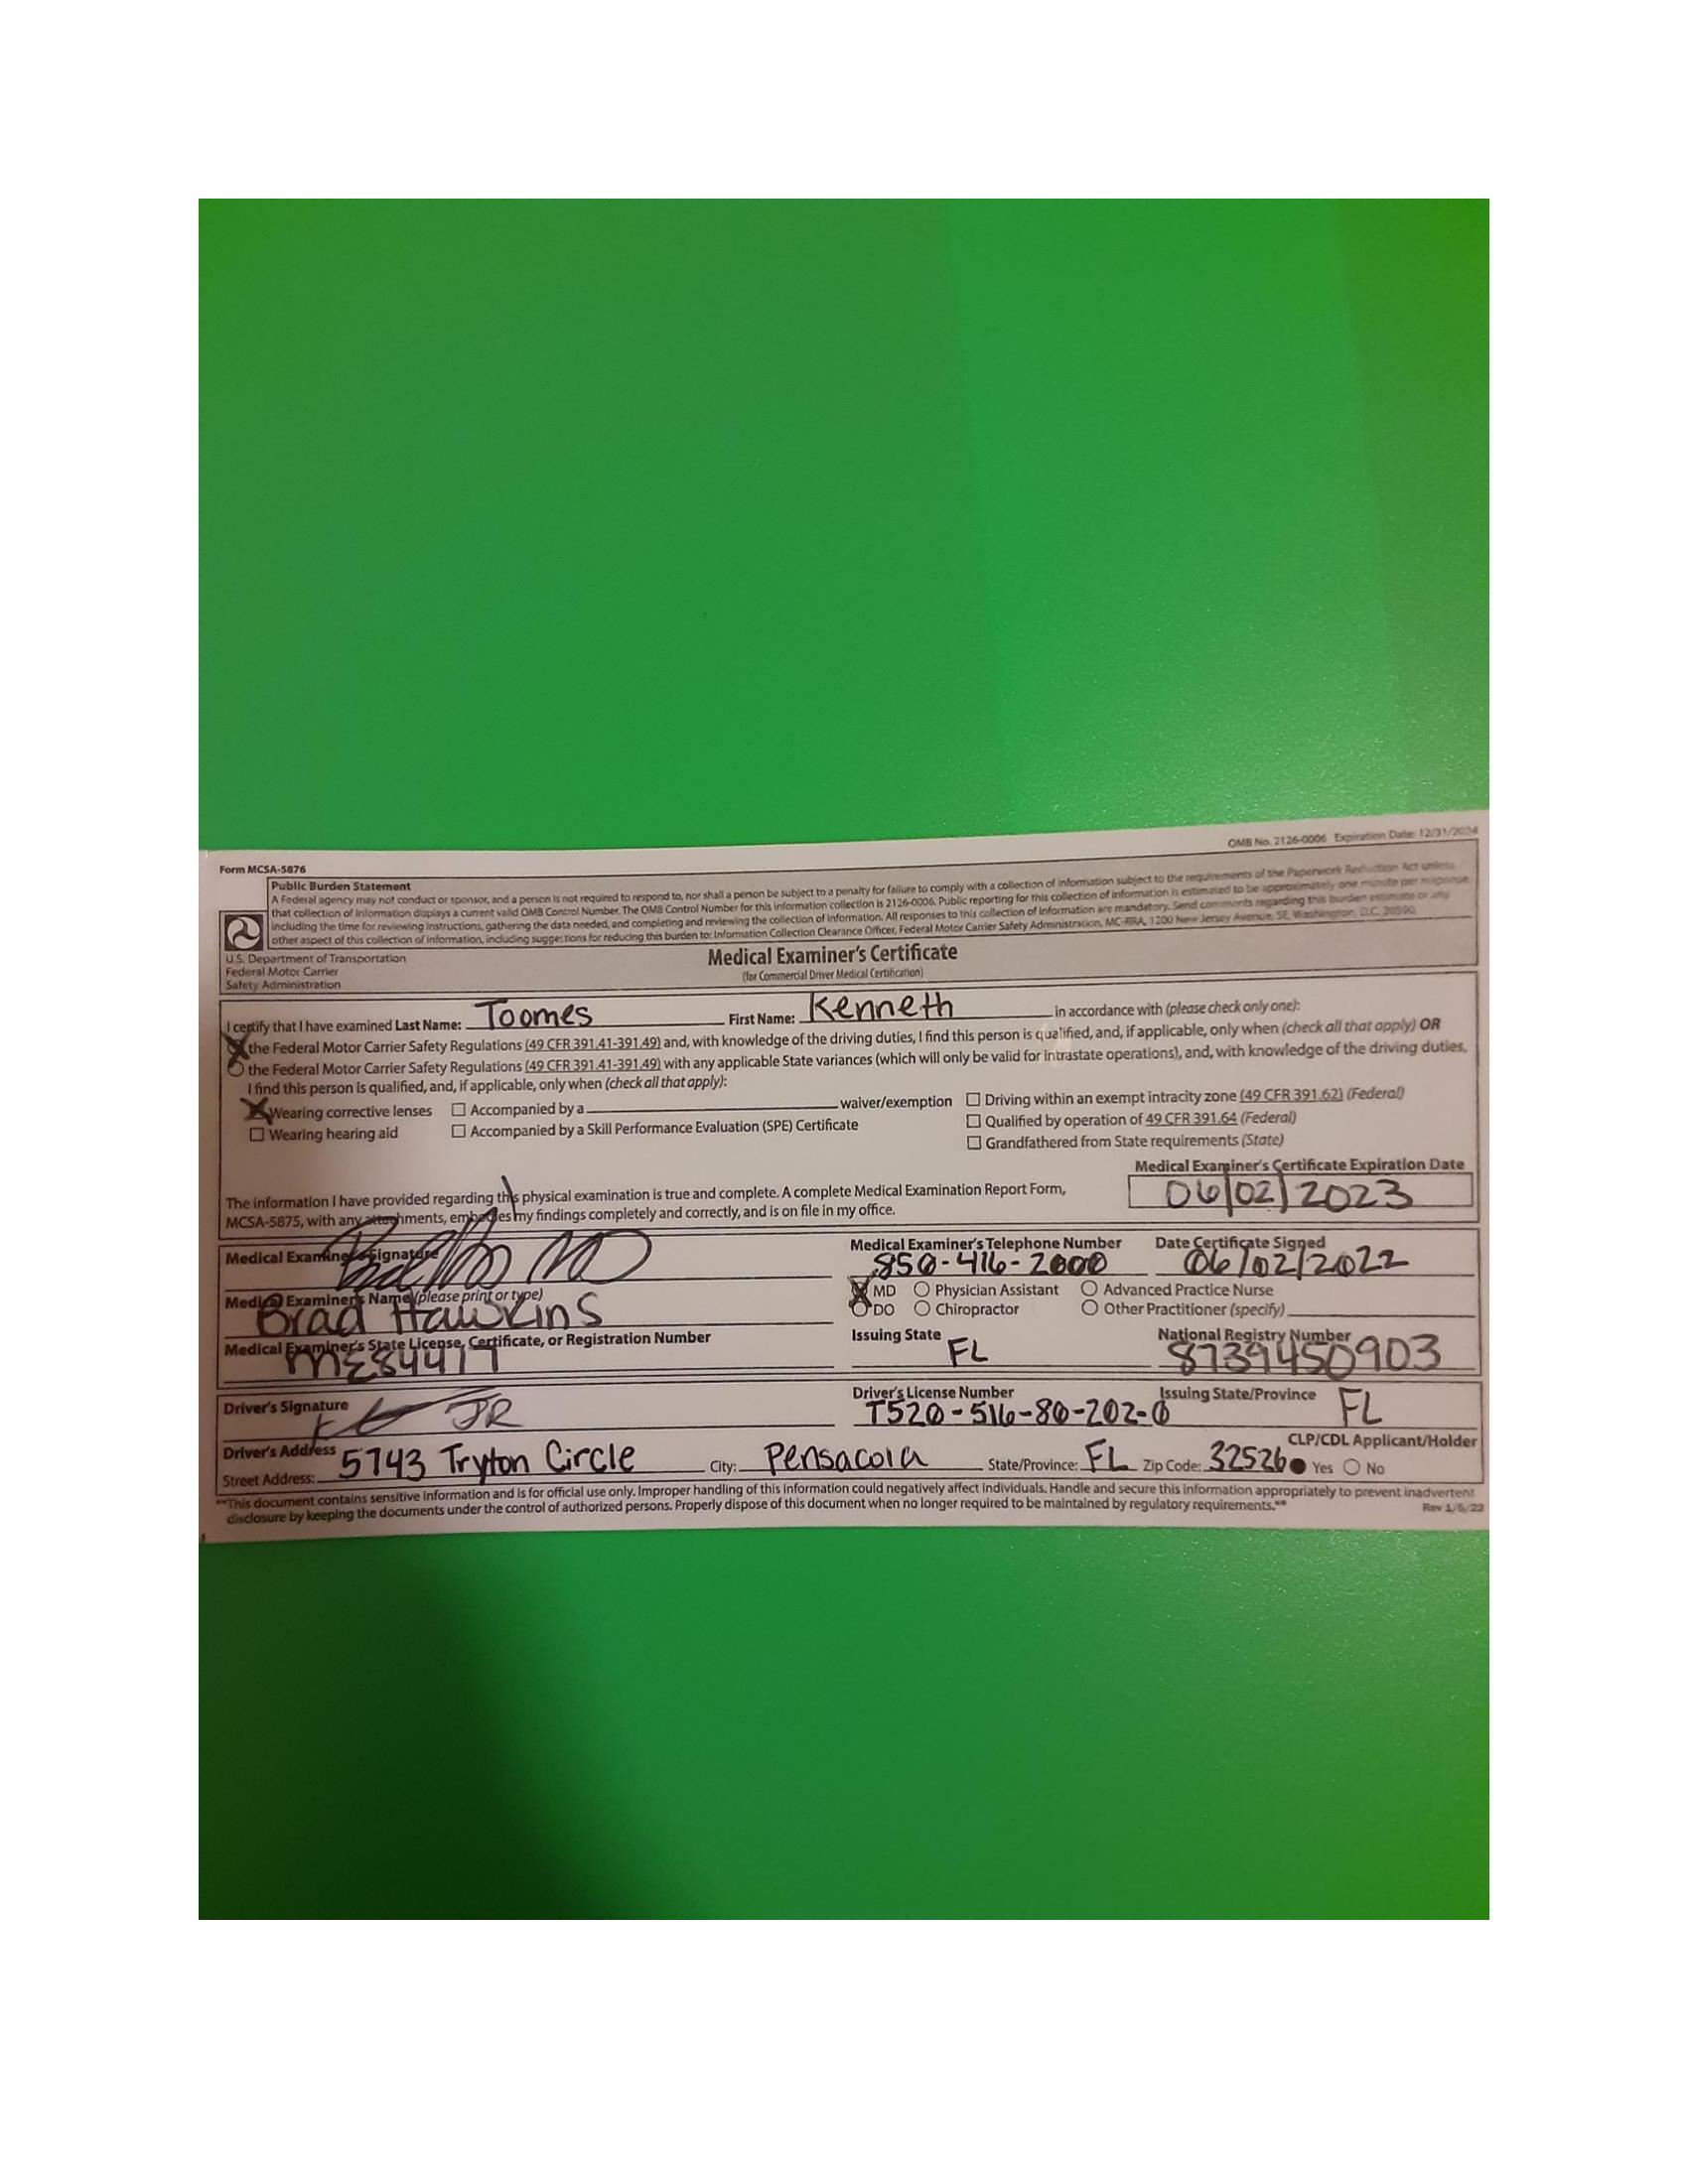 OMB No. 2126-0006 Expiration Date: 12/31/2024
Form MCSA-5876
Public Burden Statement
A Federal agency may not conduct or sponsor, and a person is not required to respond to, nor shall a person be subject to a penalty for failure to comply with a collection of information subject to the requirements of the Paperwork Reduction Act unless
that collection of information displays a current valid OMB Control Number. The OMB Control Number for this information collection is 2126-0006. Public reporting for this collection of information is estimated to be approximately one minute per response,
including the time for reviewing instructions, gathering the data needed, and completing and reviewing the collection of information. All responses to this collection of information are mandatory. Send comments regarding this burden estimate or any
other aspect of this collection of information, including suggestions for reducing this burden to: Information Collection Clearance Officer, Federal Motor Carrier Safety Administration, MC-RRA, 1200 New Jersey Avenue, SE, Washington, D.C. 20590.
U.S. Department of Transportation
Federal Motor Carrier
Safety Administration
Medical Examiner's Certificate
(for Commercial Driver Medical Certification)
I certify that I have examined Last Name: Toomes First Name: Kenneth in accordance with (please check only one):
the Federal Motor Carrier Safety Regulations (49 CFR 391.41-391.49) and, with knowledge of the driving duties, I find this person is qualified, and, if applicable, only when (check all that apply) OR
the Federal Motor Carrier Safety Regulations (49 CFR 391.41-391.49) with any applicable State variances (which will only be valid for intrastate operations), and, with knowledge of the driving duties,
I find this person is qualified, and, if applicable, only when (check all that apply):
X Wearing corrective lenses Accompanied by a waiver/exemption Driving within an exempt intracity zone (49 CFR 391.62) (Federal)
Wearing hearing aid Accompanied by a Skill Performance Evaluation (SPE) Certificate Qualified by operation of 49 CFR 391.64 (Federal)
Grandfathered from State requirements (State)
Medical Examiner's Certificate Expiration Date
06/02/2023
The information I have provided regarding this physical examination is true and complete. A complete Medical Examination Report Form,
MCSA-5875, with any attachments, embodies my findings completely and correctly, and is on file in my office.
Medical Examiner's Signature MD
Medical Examiner's Telephone Number Date Certificate Signed
850-416-2000 06/02/2022
MD Physician Assistant Advanced Practice Nurse
DO Chiropractor Other Practitioner (specify)
Medical Examiner's Name (please print or type)
Brad Hawkins
Medical Examiner's State License, Certificate, or Registration Number
ME84417
Issuing State FL
National Registry Number
8739450903
Driver's Signature JR
Driver's License Number
T520-516-80-202-0
Issuing State/Province FL
Driver's Address
CLP/CDL Applicant/Holder
Street Address: 5743 Tryton Circle City: Pensacola State/Province: FL Zip Code: 32526 Yes No
**This document contains sensitive information and is for official use only. Improper handling of this information could negatively affect individuals. Handle and secure this information appropriately to prevent inadvertent
disclosure by keeping the documents under the control of authorized persons. Properly dispose of this document when no longer required to be maintained by regulatory requirements.**
Rev 1/5/22